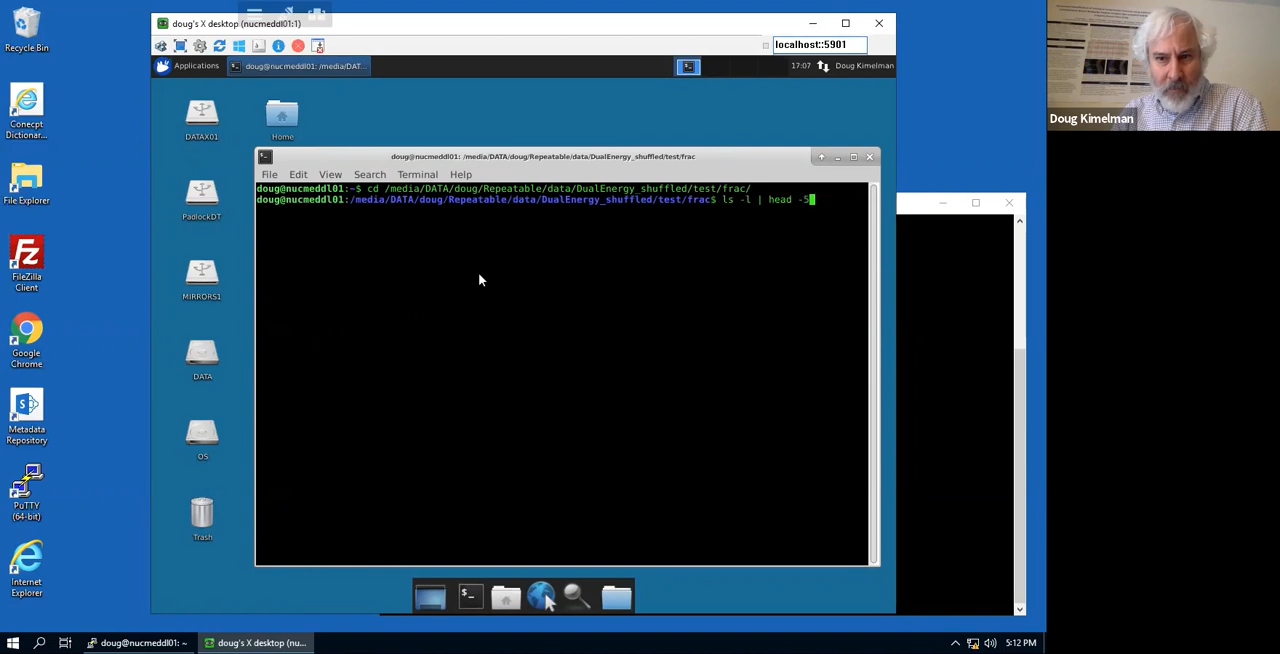 doug's X desktop (nucmeddl01:1)
localhost::5901
Applications
doug@nucmeddl01: /media/DAT...
17:07
Doug Kimelman
Recycle Bin
Conecpt
Dictionar...
File Explorer
FileZilla
Client
Google
Chrome
Metadata
Repository
PuTTY
(64-bit)
Internet
Explorer
DATAX01
Home
PadlockDT
MIRRORS1
DATA
OS
Trash
doug@nucmeddl01: /media/DATA/doug/Repeatable/data/DualEnergy_shuffled/test/frac
File Edit View Search Terminal Help
doug@nucmeddl01:~$ cd /media/DATA/doug/Repeatable/data/DualEnergy_shuffled/test/frac/
doug@nucmeddl01:/media/DATA/doug/Repeatable/data/DualEnergy_shuffled/test/frac$ ls -l | head -5
Doug Kimelman
doug@nucmeddl01: ~
doug's X desktop (nu...
5:12 PM